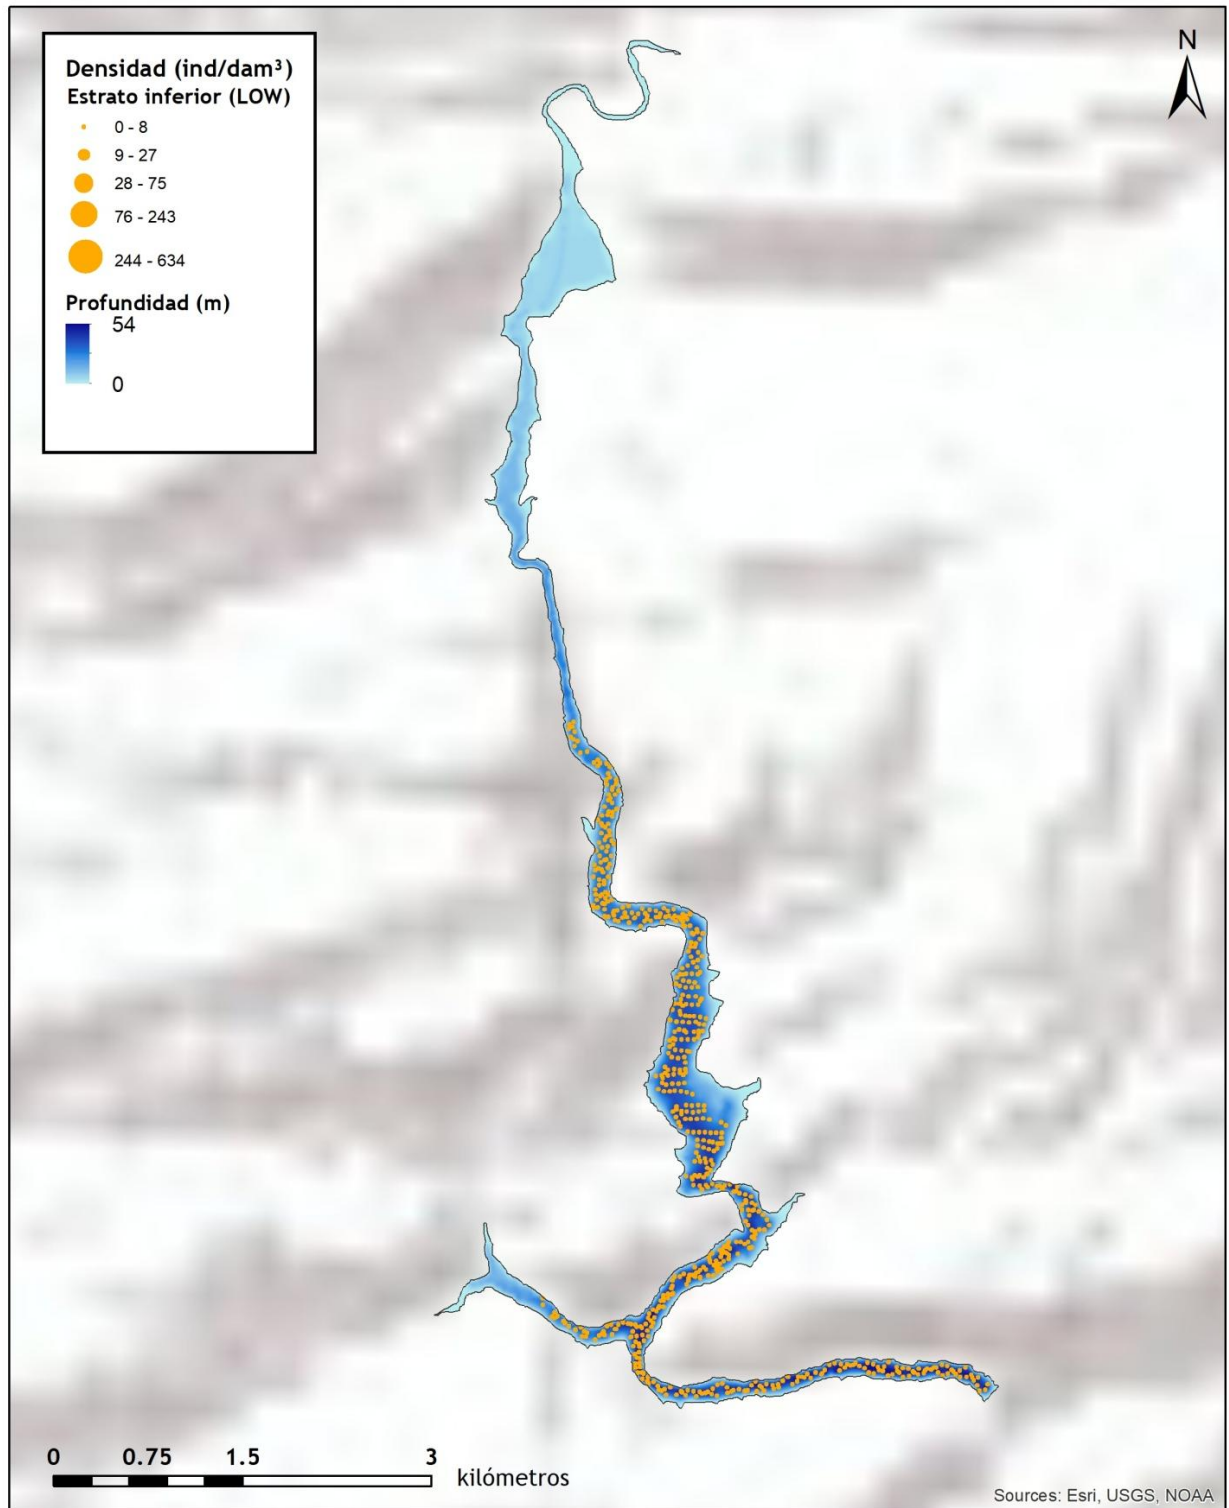 Densidad (ind/dam³)
Estrato inferior (LOW)
0 - 8
9 - 27
28 - 75
76 - 243
244 - 634
Profundidad (m)
54
0
N
0 0.75 1.5 3
kilómetros
Sources: Esri, USGS, NOAA